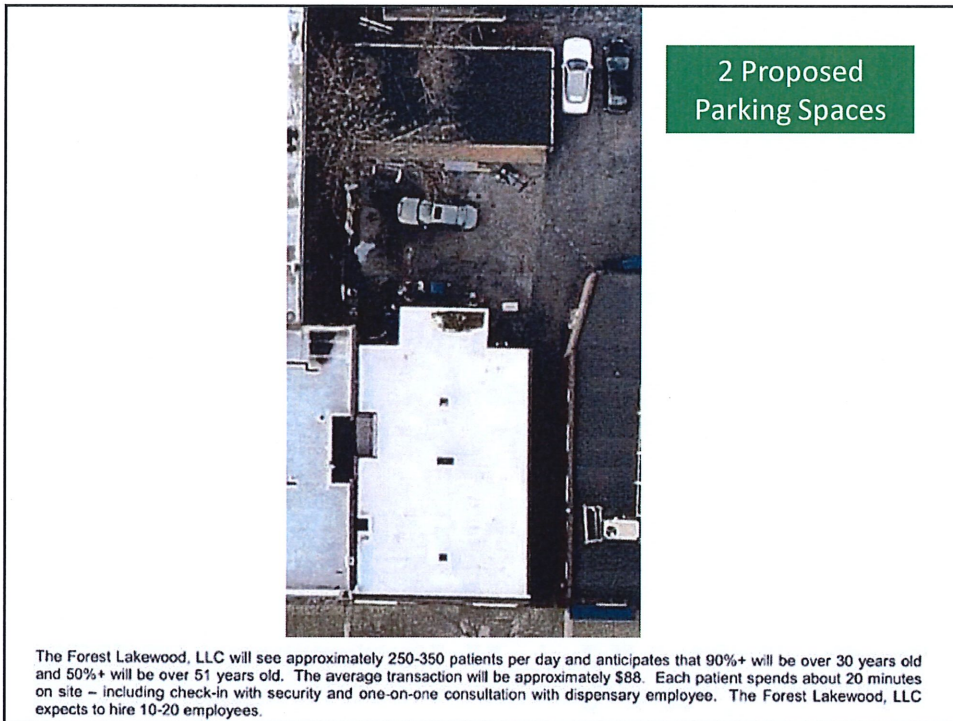 2 Proposed
Parking Spaces
The Forest Lakewood, LLC will see approximately 250-350 patients per day and anticipates that 90%+ will be over 30 years old
and 50%+ will be over 51 years old. The average transaction will be approximately $88. Each patient spends about 20 minutes
on site – including check-in with security and one-on-one consultation with dispensary employee. The Forest Lakewood, LLC
expects to hire 10-20 employees.